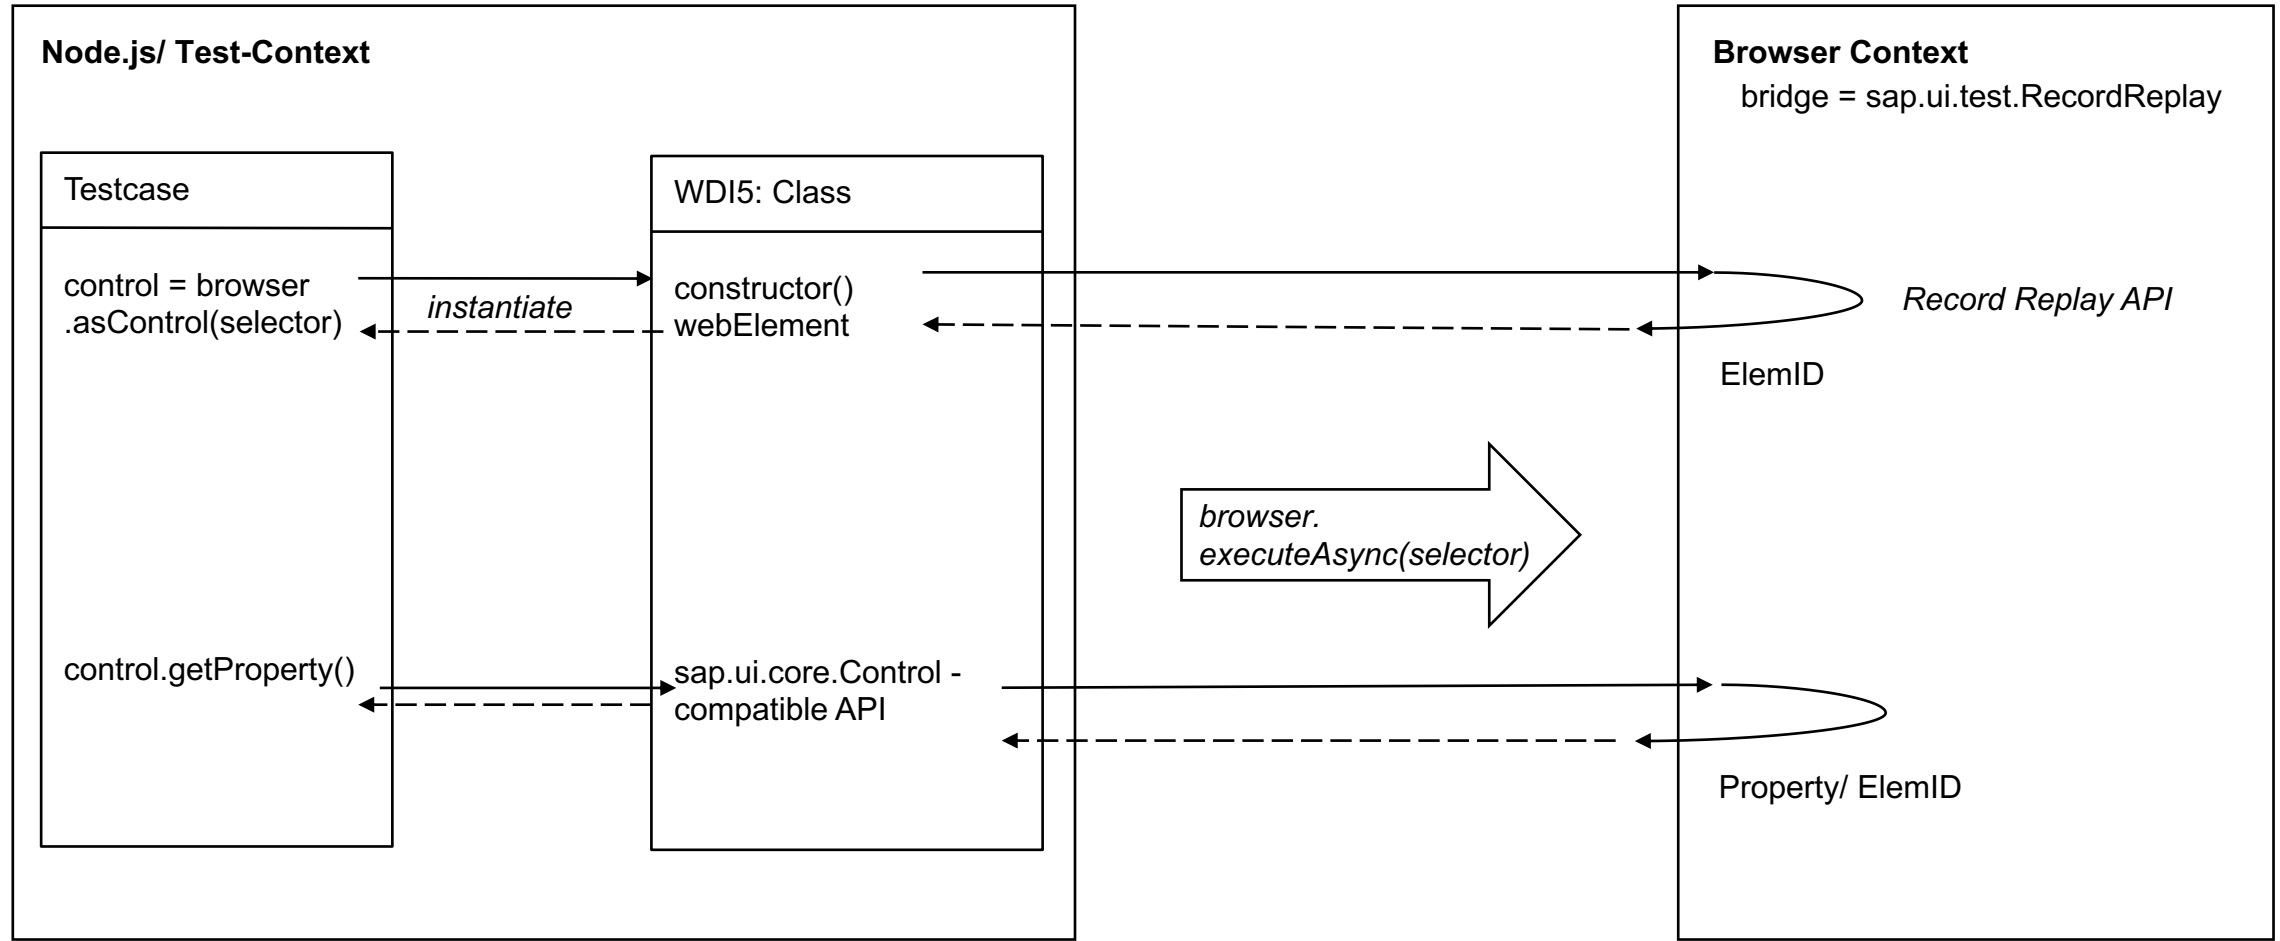 Node.js/ Test-Context
Testcase
control = browser
.asControl(selector)
instantiate
control.getProperty()
WDI5: Class
constructor()
webElement
sap.ui.core.Control -
compatible API
browser.
executeAsync(selector)
Browser Context
bridge = sap.ui.test.RecordReplay
Record Replay API
ElemID
Property/ ElemID